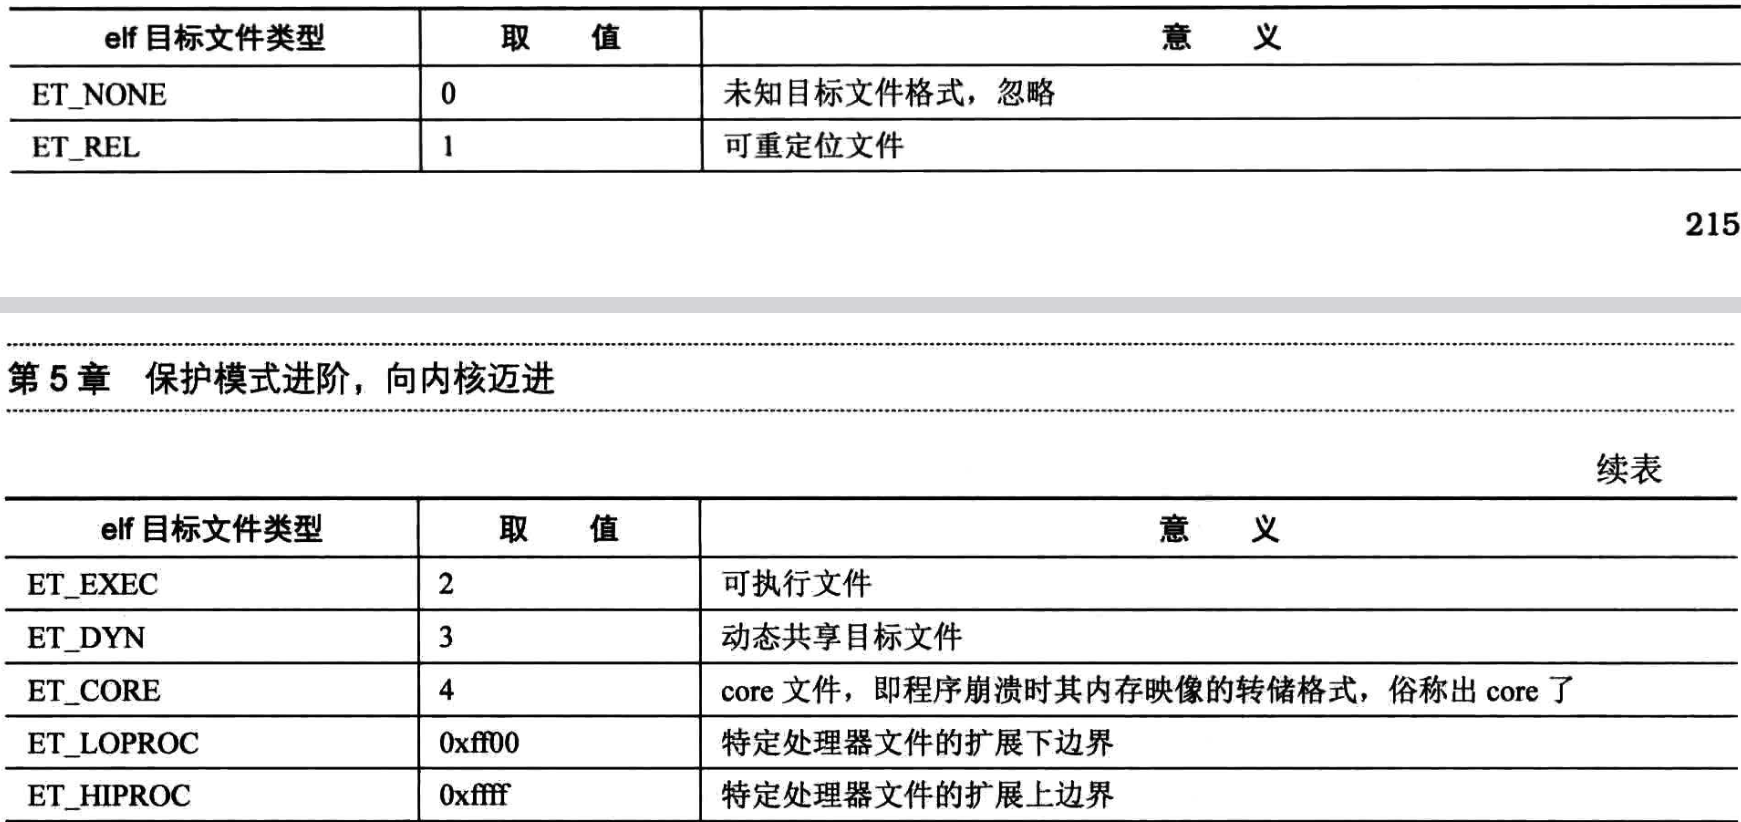 elf 目标文件类型 取 值 意 义
ET_NONE 0 未知目标文件格式，忽略
ET_REL 1 可重定位文件
215
第 5 章 保护模式进阶，向内核迈进
续表
elf 目标文件类型 取 值 意 义
ET_EXEC 2 可执行文件
ET_DYN 3 动态共享目标文件
ET_CORE 4 core 文件，即程序崩溃时其内存映像的转储格式，俗称出 core 了
ET_LOPROC 0xff00 特定处理器文件的扩展下边界
ET_HIPROC 0xffff 特定处理器文件的扩展上边界